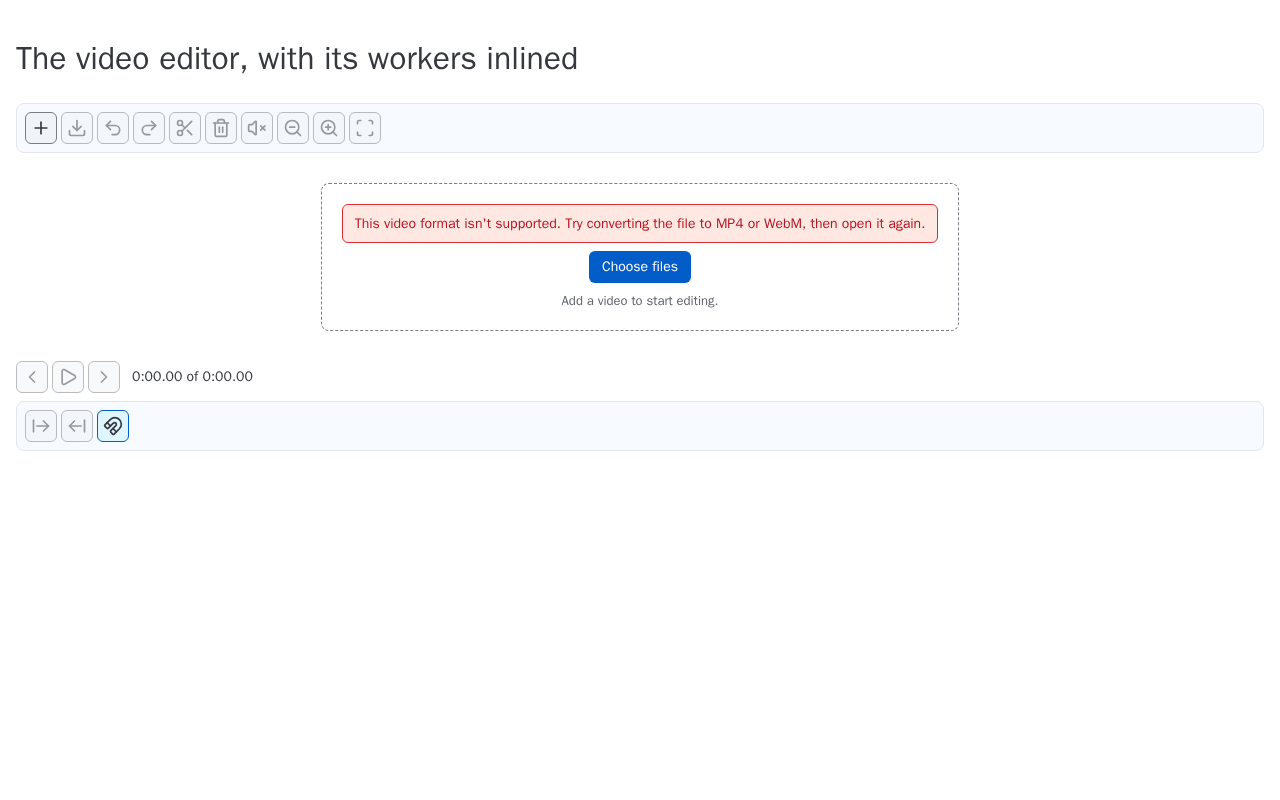 The video editor, with its workers inlined
This video format isn't supported. Try converting the file to MP4 or WebM, then open it again.
Choose files
Add a video to start editing.
0:00.00 of 0:00.00